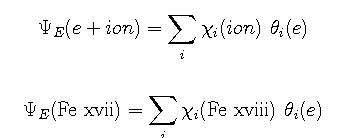 Ψ_E(e + ion) = ∑_i χ_i(ion) θ_i(e)
Ψ_E(Fe xvii) = ∑_i χ_i(Fe xviii) θ_i(e)